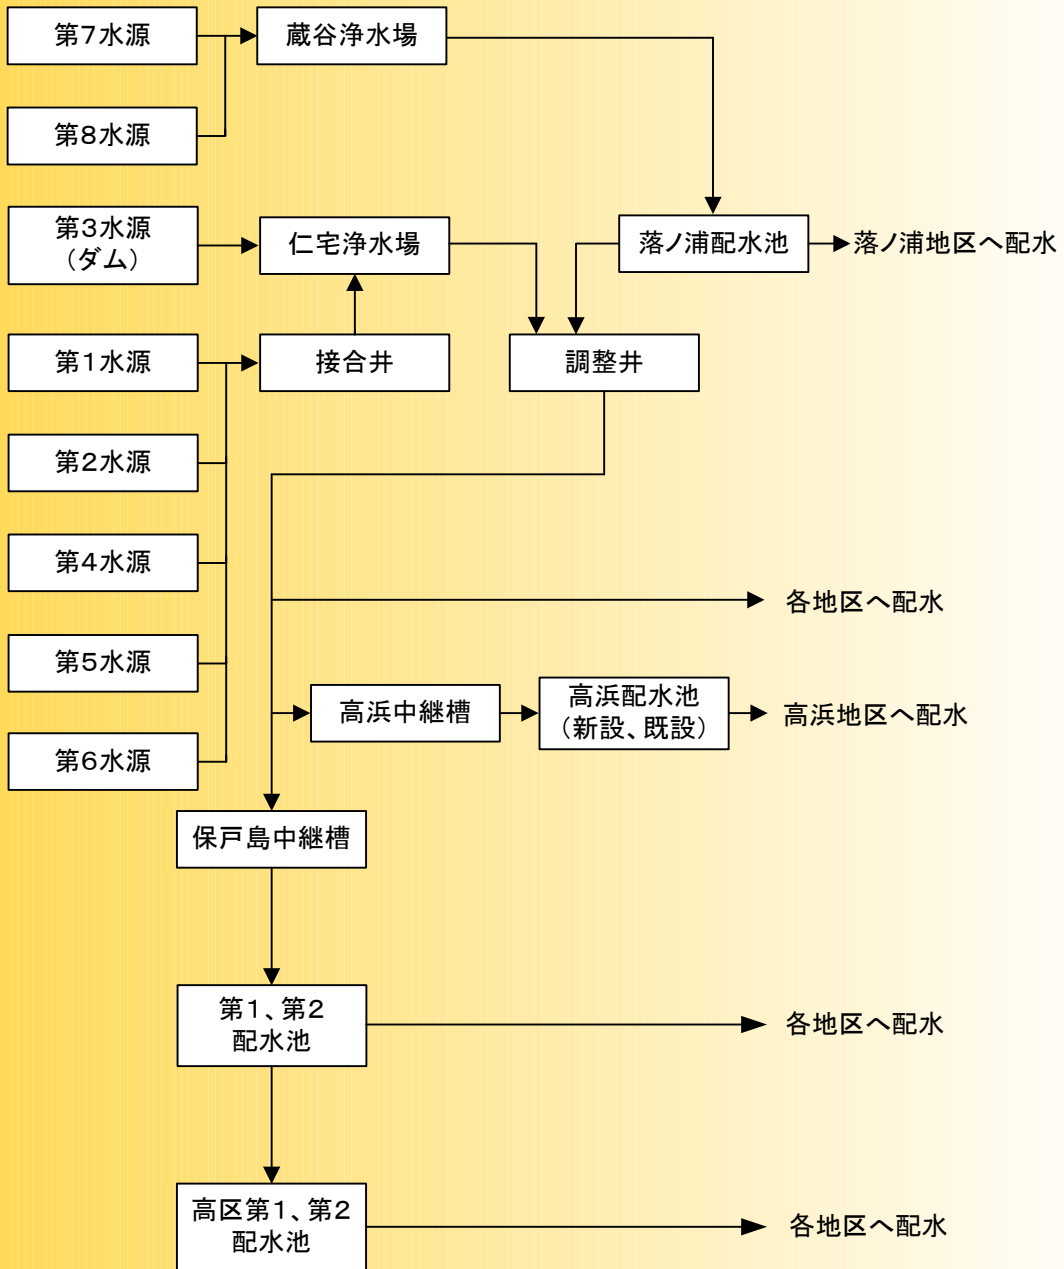 第7水源
蔵谷浄水場
第8水源
第3水源
（ダム）
仁宅浄水場
落ノ浦配水池
落ノ浦地区へ配水
第1水源
接合井
調整井
第2水源
第4水源
各地区へ配水
第5水源
高浜中継槽
高浜配水池
（新設、既設）
高浜地区へ配水
第6水源
保戸島中継槽
第1、第2
配水池
各地区へ配水
高区第1、第2
配水池
各地区へ配水